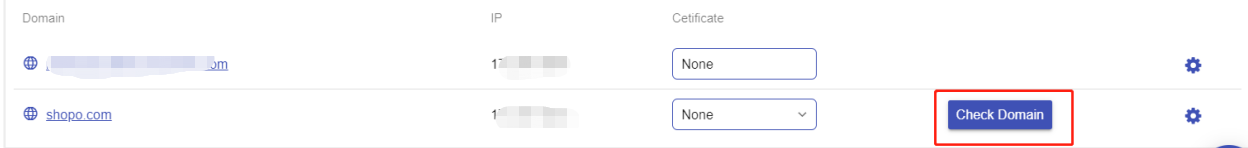 Domain IP Cetificate
None
shopo.com None Check Domain